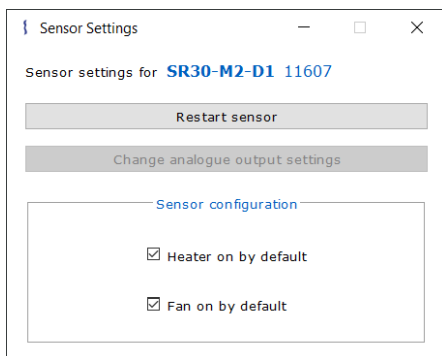 Sensor Settings
Sensor settings for SR30-M2-D1 11607
Restart sensor
Change analogue output settings
Sensor configuration
Heater on by default
Fan on by default